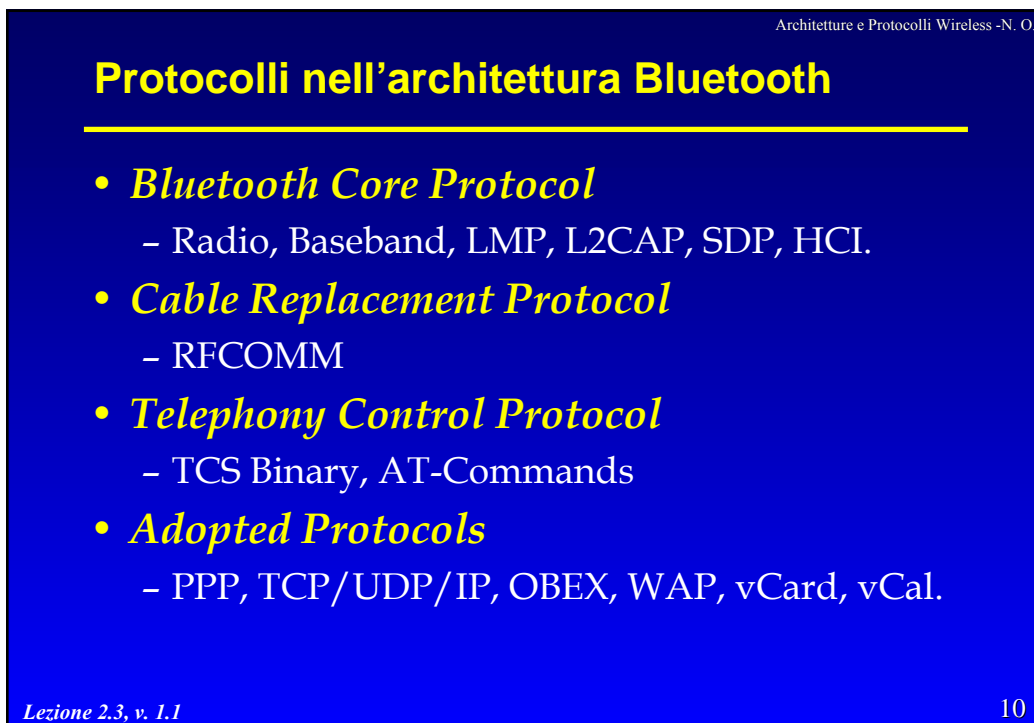 Architetture e Protocolli Wireless -N. O.
Protocolli nell'architettura Bluetooth
• Bluetooth Core Protocol
– Radio, Baseband, LMP, L2CAP, SDP, HCI.
• Cable Replacement Protocol
– RFCOMM
• Telephony Control Protocol
– TCS Binary, AT-Commands
• Adopted Protocols
– PPP, TCP/UDP/IP, OBEX, WAP, vCard, vCal.
Lezione 2.3, v. 1.1
10